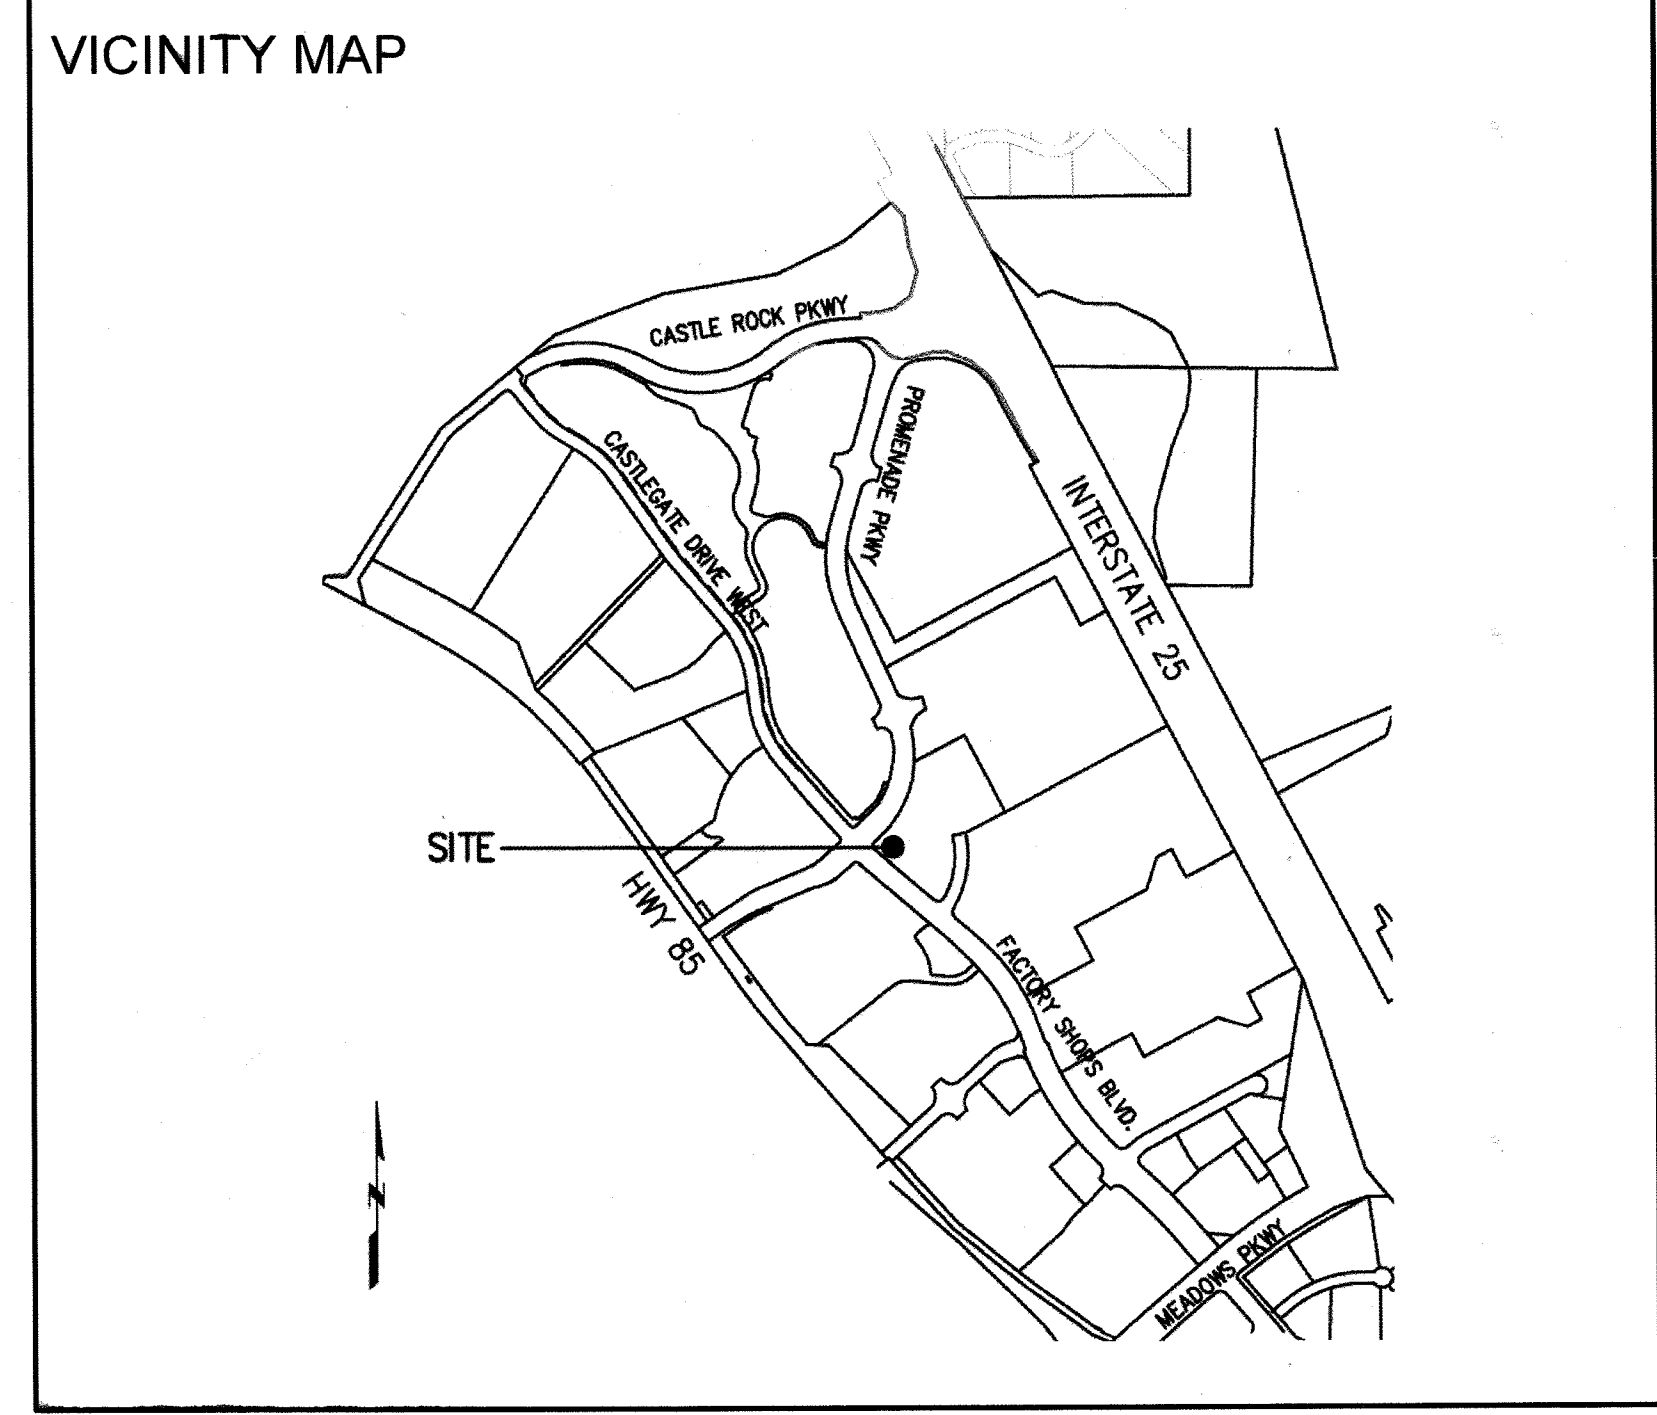 VICINITY MAP
CASTLE ROCK PKWY
PROMENADE PKWY
CASTLEGATE DRIVE WEST
INTERSTATE 25
SITE
HWY 85
FACTORY SHOPS BLVD.
N
MEADOWS PKWY